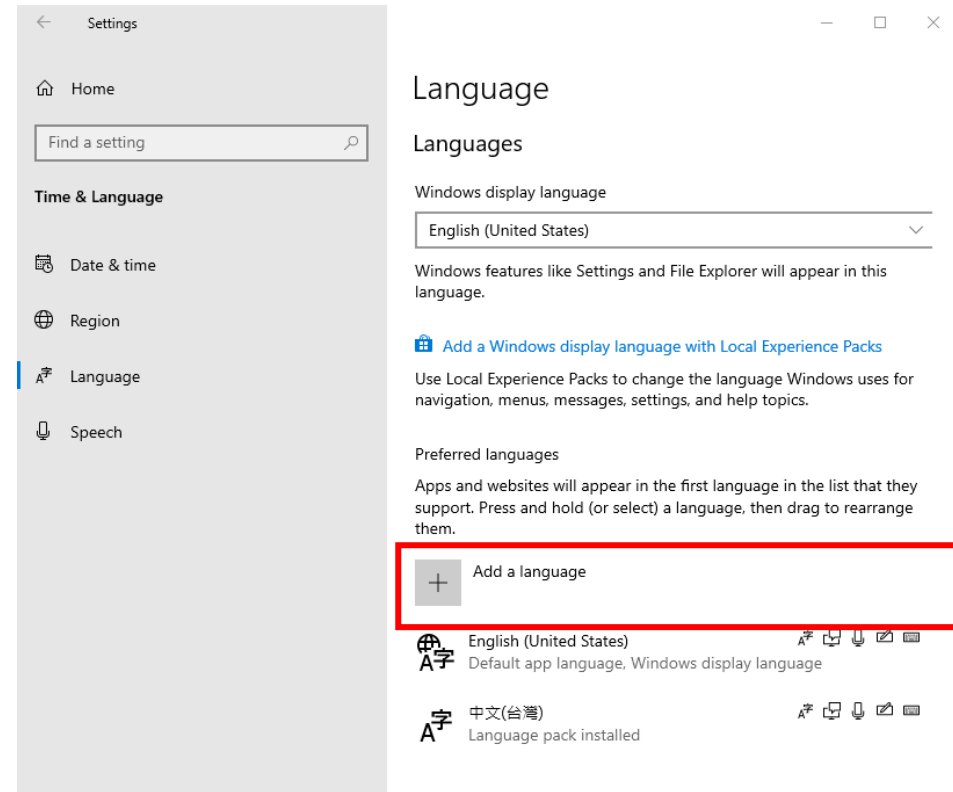 Settings
Home
Find a setting
Time & Language
Date & time
Region
Language
Speech
Language
Languages
Windows display language
English (United States)
Windows features like Settings and File Explorer will appear in this
language.
Add a Windows display language with Local Experience Packs
Use Local Experience Packs to change the language Windows uses for
navigation, menus, messages, settings, and help topics.
Preferred languages
Apps and websites will appear in the first language in the list that they
support. Press and hold (or select) a language, then drag to rearrange
them.
Add a language
English (United States)
Default app language, Windows display language
中文(台灣)
Language pack installed